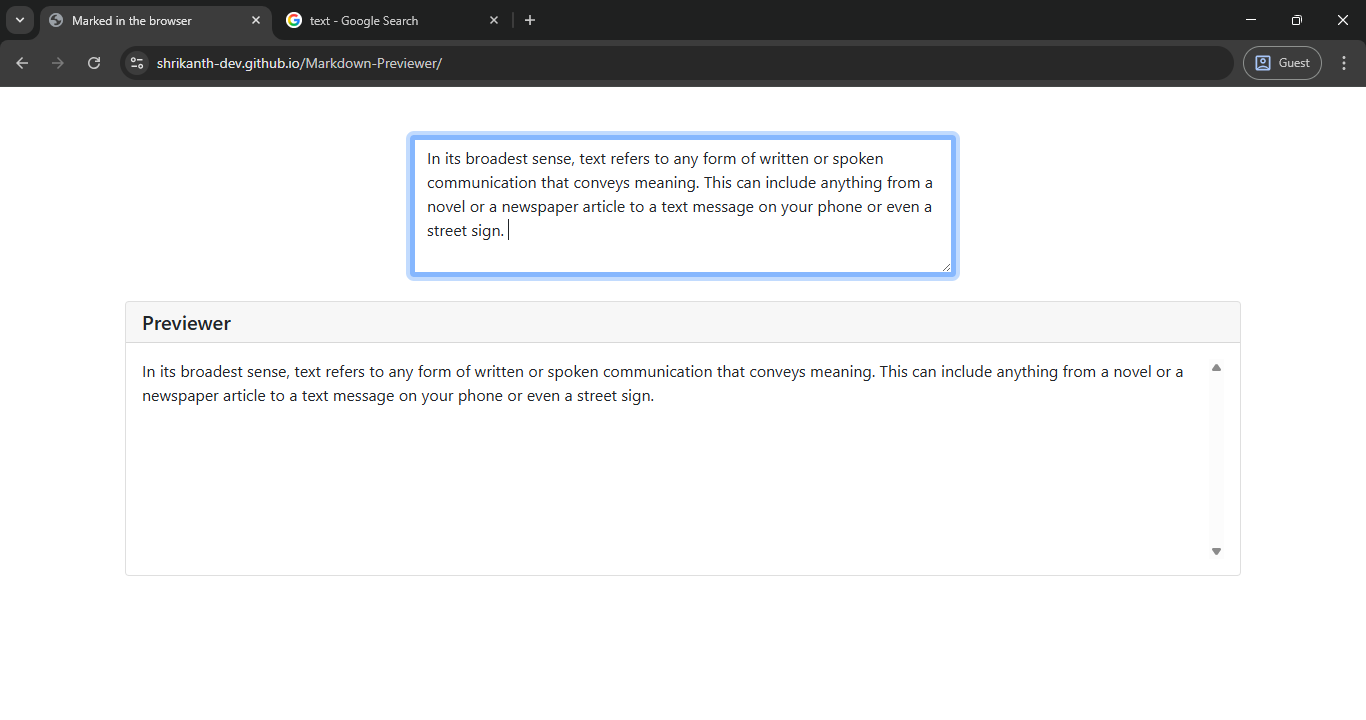 Marked in the browser
text - Google Search
shrikanth-dev.github.io/Markdown-Previewer/
Guest
In its broadest sense, text refers to any form of written or spoken
communication that conveys meaning. This can include anything from a
novel or a newspaper article to a text message on your phone or even a
street sign.
Previewer
In its broadest sense, text refers to any form of written or spoken communication that conveys meaning. This can include anything from a novel or a
newspaper article to a text message on your phone or even a street sign.